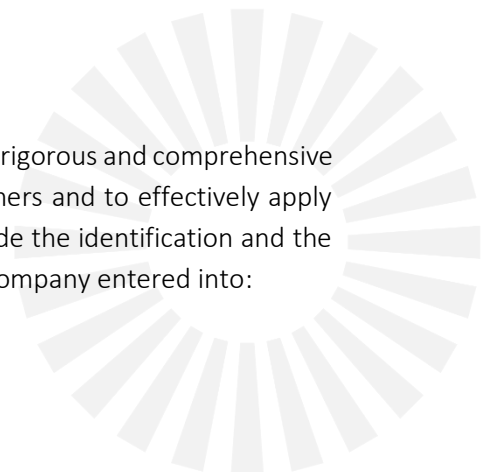 rigorous and comprehensive
ners and to effectively apply
de the identification and the
ompany entered into: